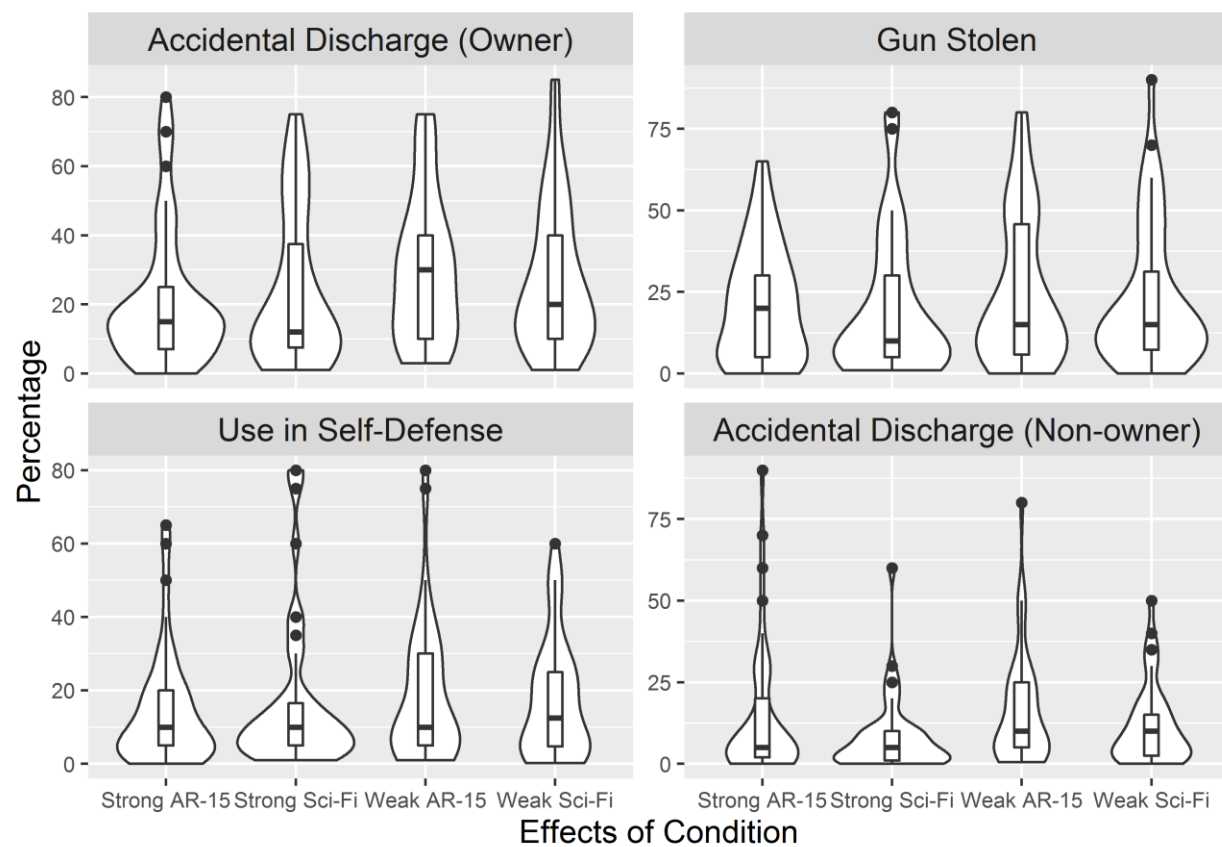 Accidental Discharge (Owner)
Gun Stolen
80
60
40
20
0
75
50
25
0
Percentage
Use in Self-Defense
Accidental Discharge (Non-owner)
80
60
40
20
0
75
50
25
0
Strong AR-15 Strong Sci-Fi Weak AR-15 Weak Sci-Fi
Strong AR-15 Strong Sci-Fi Weak AR-15 Weak Sci-Fi
Effects of Condition